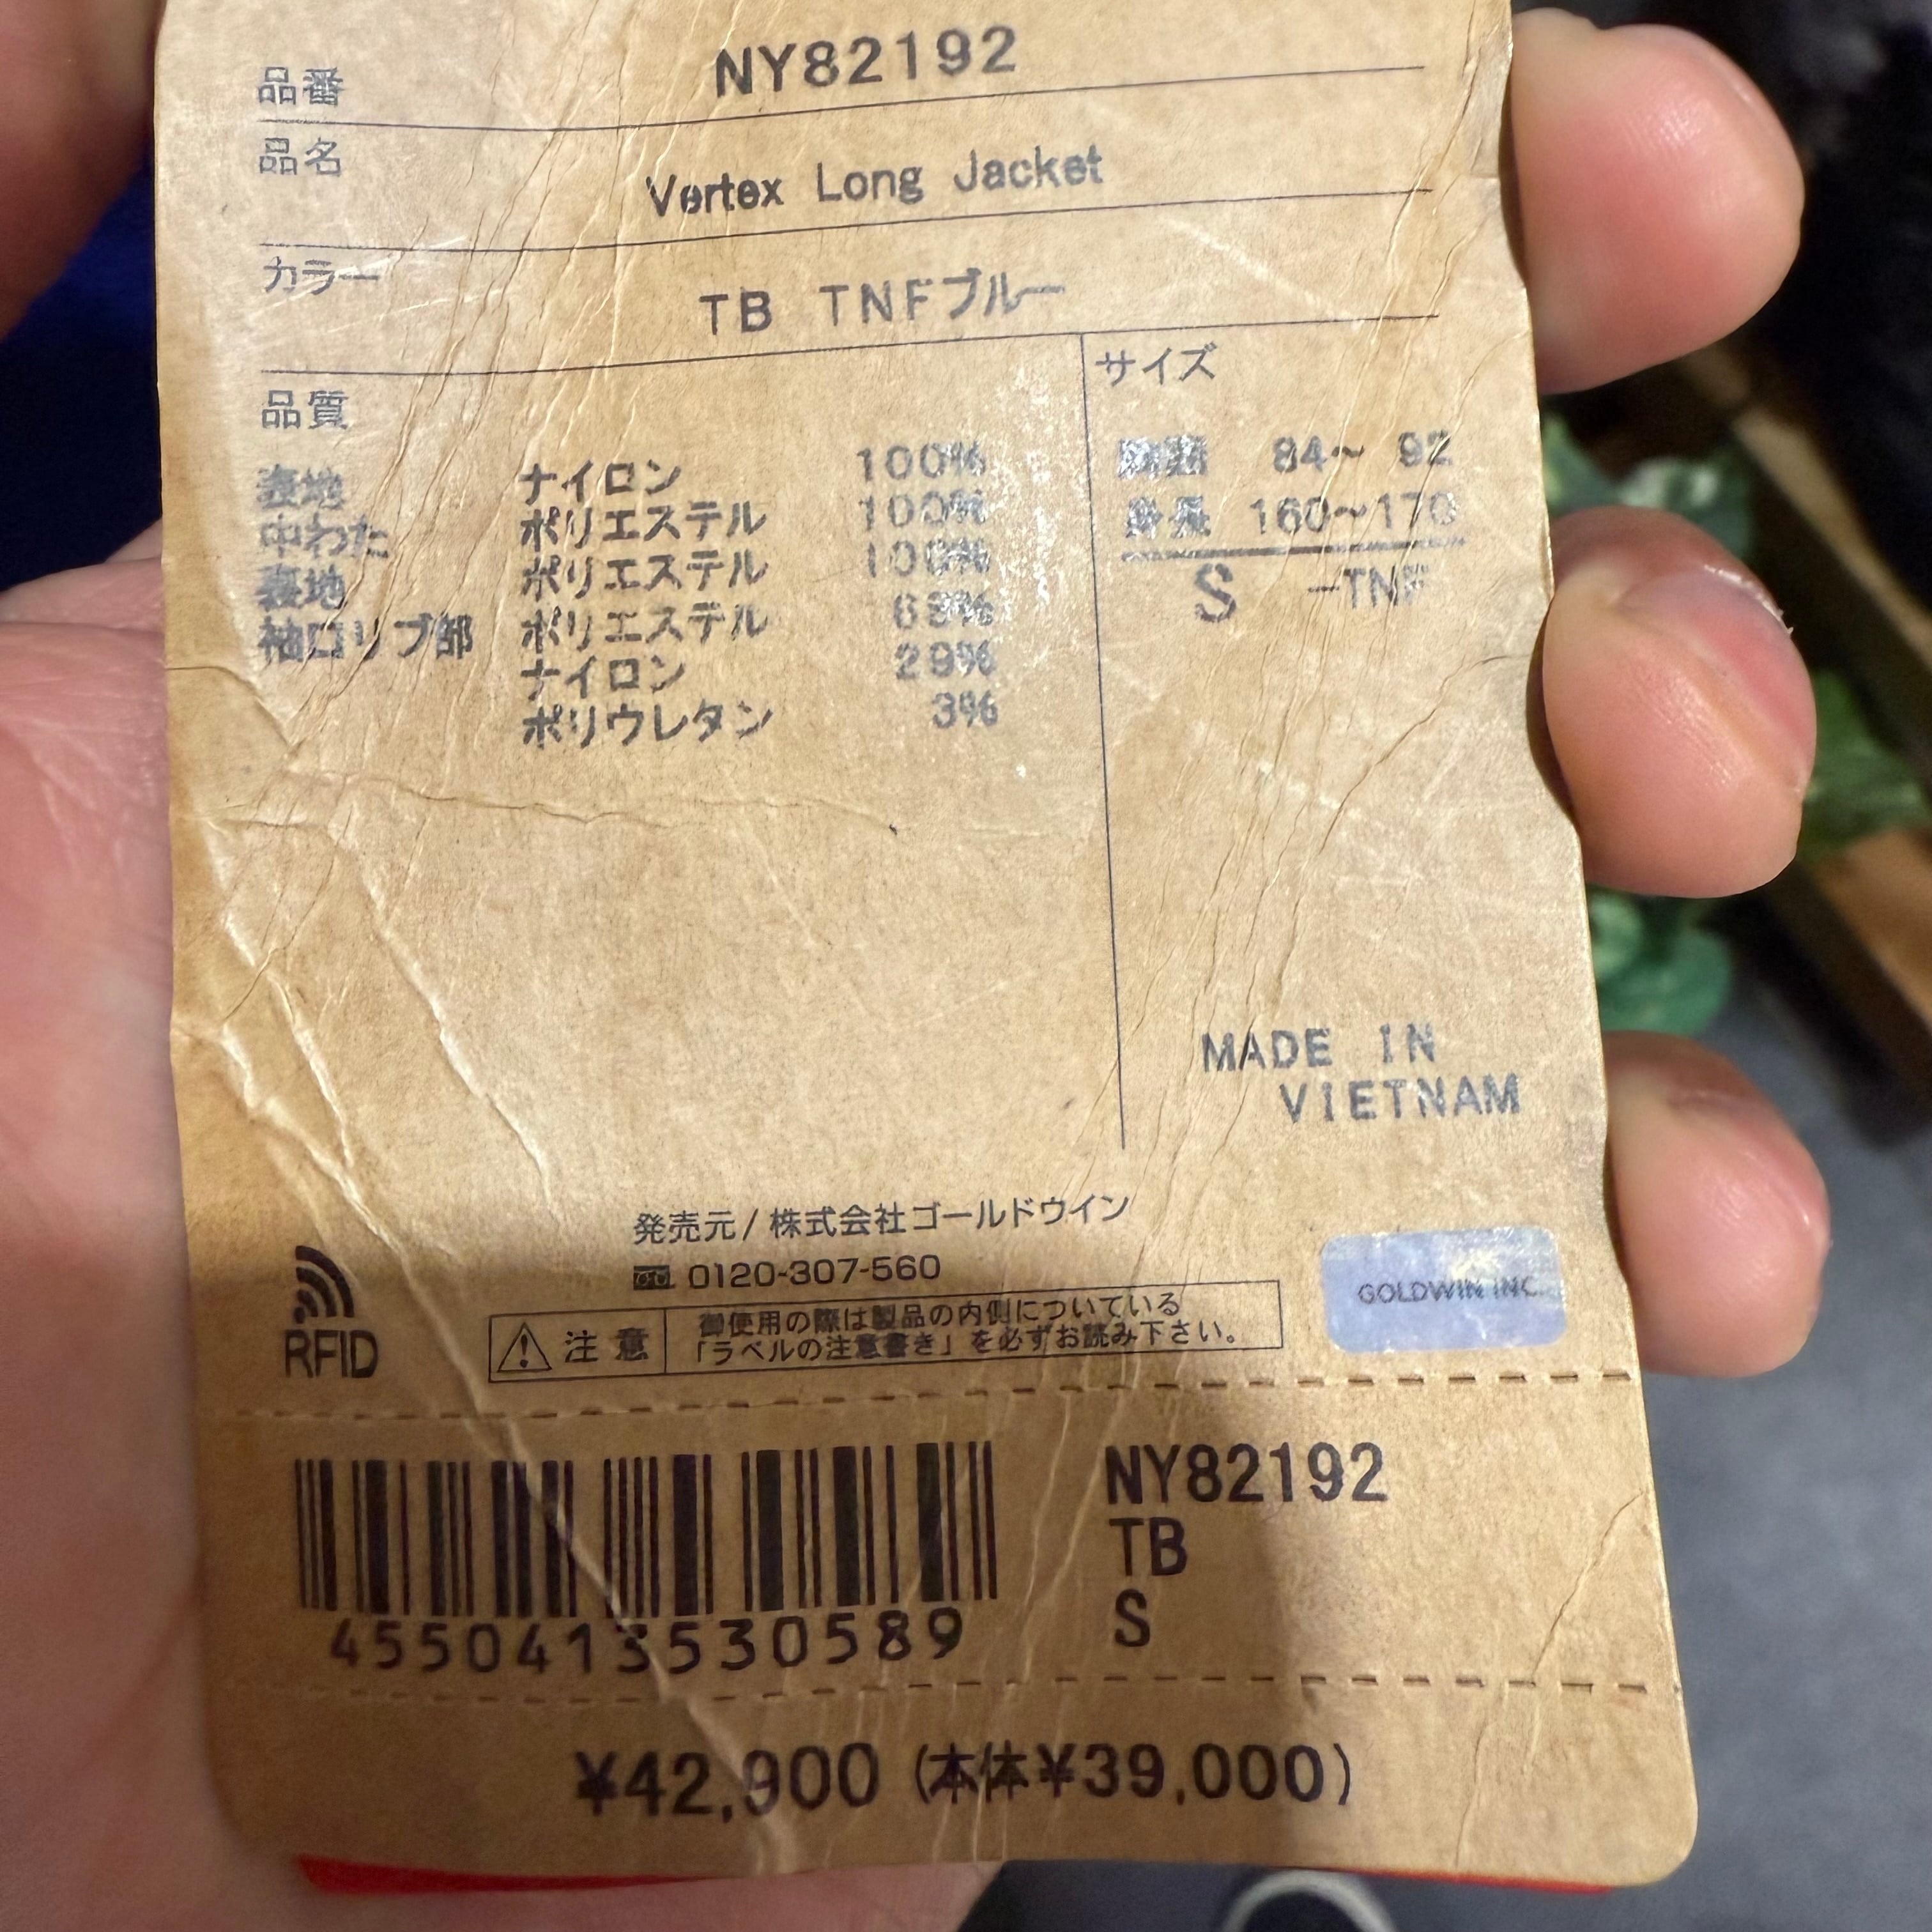 品番 NY82192
品名 Vertex Long Jacket
カラー TB TNFブルー
品質
表地 ナイロン 100%
中わた ポリエステル 100%
裏地 ポリエステル 100%
袖口リブ部 ポリエステル 68%
ナイロン 29%
ポリウレタン 3%
サイズ
胸囲 84～ 92
身長 160～170
S -TNF
MADE IN
VIETNAM
発売元/株式会社ゴールドウイン
0120-307-560
RFID
注意
御使用の際は製品の内側についている
「ラベルの注意書き」を必ずお読み下さい。
GOLDWIN INC.
4550413530589
NY82192
TB
S
¥42,900 (本体¥39,000)